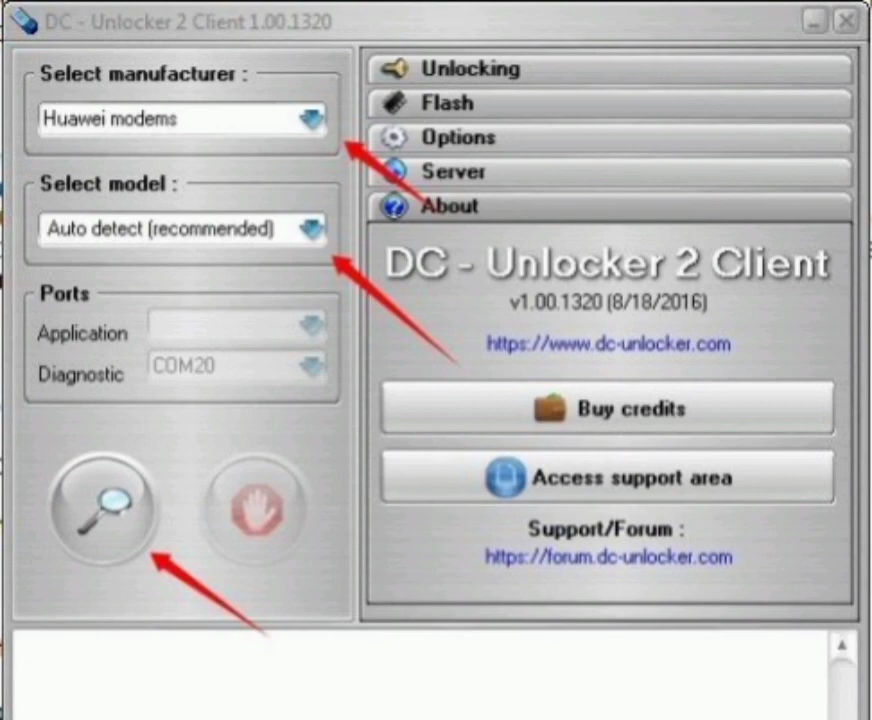 DC - Unlocker 2 Client 1.00.1320
Select manufacturer :
Huawei modems
Select model :
Auto detect (recommended)
Ports
Application
Diagnostic
COM20
Unlocking
Flash
Options
Server
About
DC - Unlocker 2 Client
v1.00.1320 (8/18/2016)
https://www.dc-unlocker.com
Buy credits
Access support area
Support/Forum :
https://forum.dc-unlocker.com